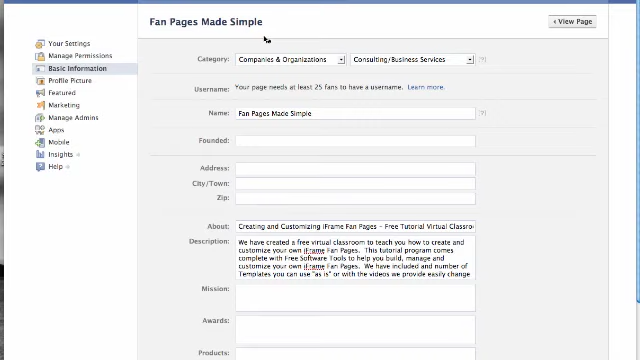 Fan Pages Made Simple
View Page
Your Settings
Manage Permissions
Basic Information
Profile Picture
Featured
Marketing
Manage Admins
Apps
Mobile
Insights
Help
Category: Companies & Organizations Consulting/Business Services [?]
Username: Your page needs at least 25 fans to have a username. Learn more.
Name: Fan Pages Made Simple [?]
Founded:
Address:
City/Town:
Zip:
About: Creating and Customizing iFrame Fan Pages - Free Tutorial Virtual Classroo
Description: We have created a free virtual classroom to teach you how to create and
customize your own iFrame Fan Pages. This tutorial program comes
complete with Free Software Tools to help you build, manage and
customize your own iFrame Fan Pages. We have included and number of
Templates you can use "as is" or with the videos we provide easily change
Mission:
Awards:
Products: